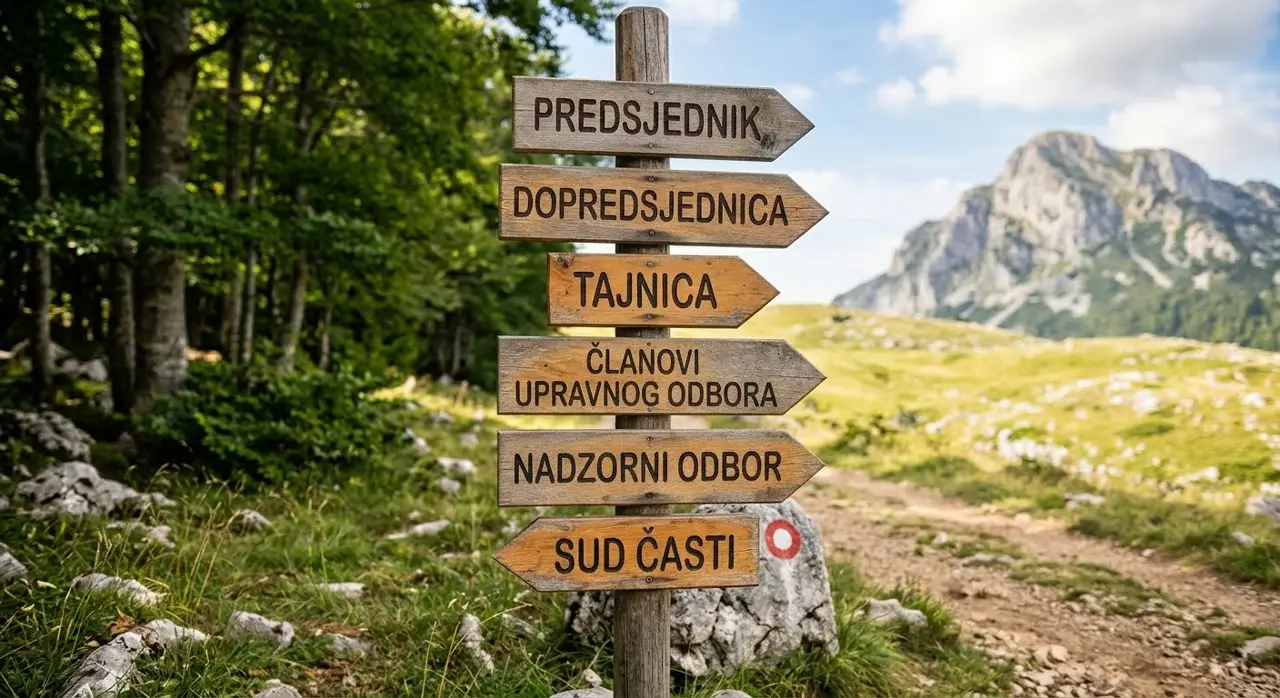 PREDSJEDNIK
DOPREDSJEDNICA
TAJNICA
ČLANOVI
UPRAVNOG ODBORA
NADZORNI ODBOR
SUD ČASTI